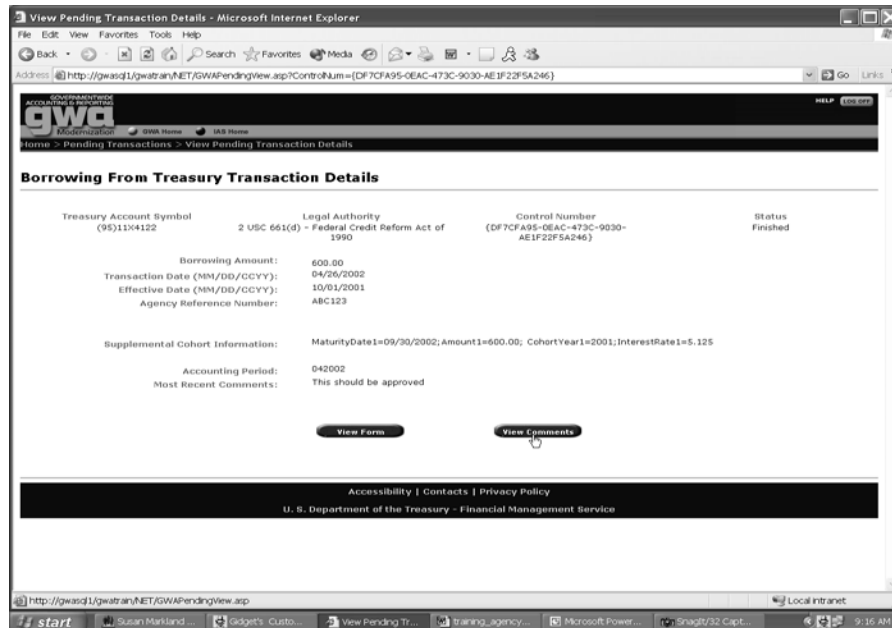 View Pending Transaction Details - Microsoft Internet Explorer
File Edit View Favorites Tools Help
Back Search Favorites Media
Address http://gwasql1/gwatrain/NET/GWAPendingView.asp?ControlNum={DF7CFA95-0EAC-473C-9030-AE1F22F5A246} Go Links
GOVERNMENTWIDE
ACCOUNTING & REPORTING
gwa
Modernization GWA Home IAS Home
HELP LOG OFF
Home > Pending Transactions > View Pending Transaction Details
Borrowing From Treasury Transaction Details
Treasury Account Symbol Legal Authority Control Number Status
(95)11X4122 2 USC 661(d) - Federal Credit Reform Act of {DF7CFA95-0EAC-473C-9030- Finished
1990 AE1F22F5A246}
Borrowing Amount: 600.00
Transaction Date (MM/DD/CCYY): 04/26/2002
Effective Date (MM/DD/CCYY): 10/01/2001
Agency Reference Number: ABC123
Supplemental Cohort Information: MaturityDate1=09/30/2002;Amount1=600.00; CohortYear1=2001;InterestRate1=5.125
Accounting Period: 042002
Most Recent Comments: This should be approved
View Form View Comments
Accessibility | Contacts | Privacy Policy
U. S. Department of the Treasury - Financial Management Service
http://gwasql1/gwatrain/NET/GWAPendingView.asp Local intranet
start Susan Markland ... Gidget's Custo... View Pending Tr... training_agency... Microsoft Power... SnagIt/32 Capt... 9:16 AM